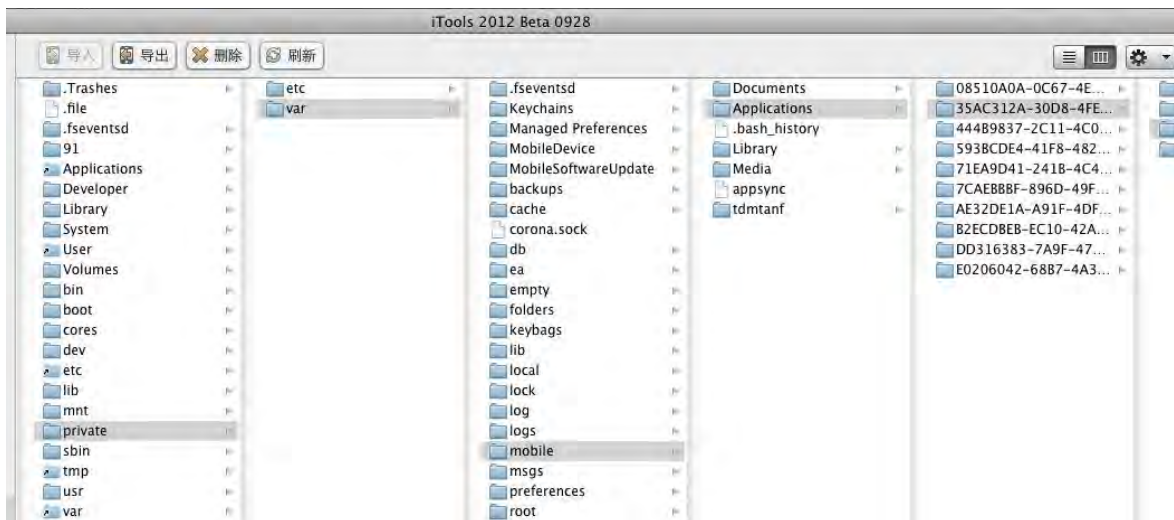 iTools 2012 Beta 0928
导入 导出 删除 刷新
.Trashes
.file
.fseventsd
91
Applications
Developer
Library
System
User
Volumes
bin
boot
cores
dev
etc
lib
mnt
private
sbin
tmp
usr
var
etc
var
.fseventsd
Keychains
Managed Preferences
MobileDevice
MobileSoftwareUpdate
backups
cache
corona.sock
db
ea
empty
folders
keybags
lib
local
lock
log
logs
mobile
msgs
preferences
root
Documents
Applications
.bash_history
Library
Media
appsync
tdmtanf
08510A0A-0C67-4E...
35AC312A-30D8-4FE...
444B9837-2C11-4C0...
593BCDE4-41F8-482...
71EA9D41-241B-4C4...
7CAEBBBF-896D-49F...
AE32DE1A-A91F-4DF...
B2ECDBEB-EC10-42A...
DD316383-7A9F-47...
E0206042-68B7-4A3...